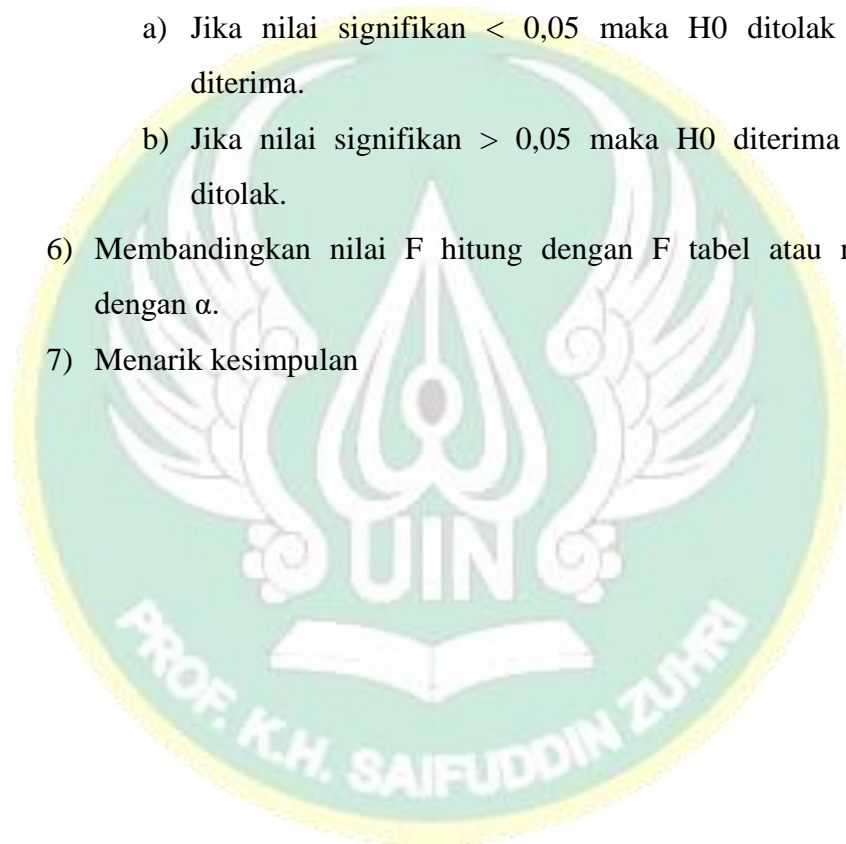 a) Jika nilai signifikan < 0,05 maka H0 ditolak
diterima.
b) Jika nilai signifikan > 0,05 maka H0 diterima
ditolak.
6) Membandingkan nilai F hitung dengan F tabel atau
dengan α.
7) Menarik kesimpulan
UIN
PROF. K.H. SAIFUDDIN ZUHRI